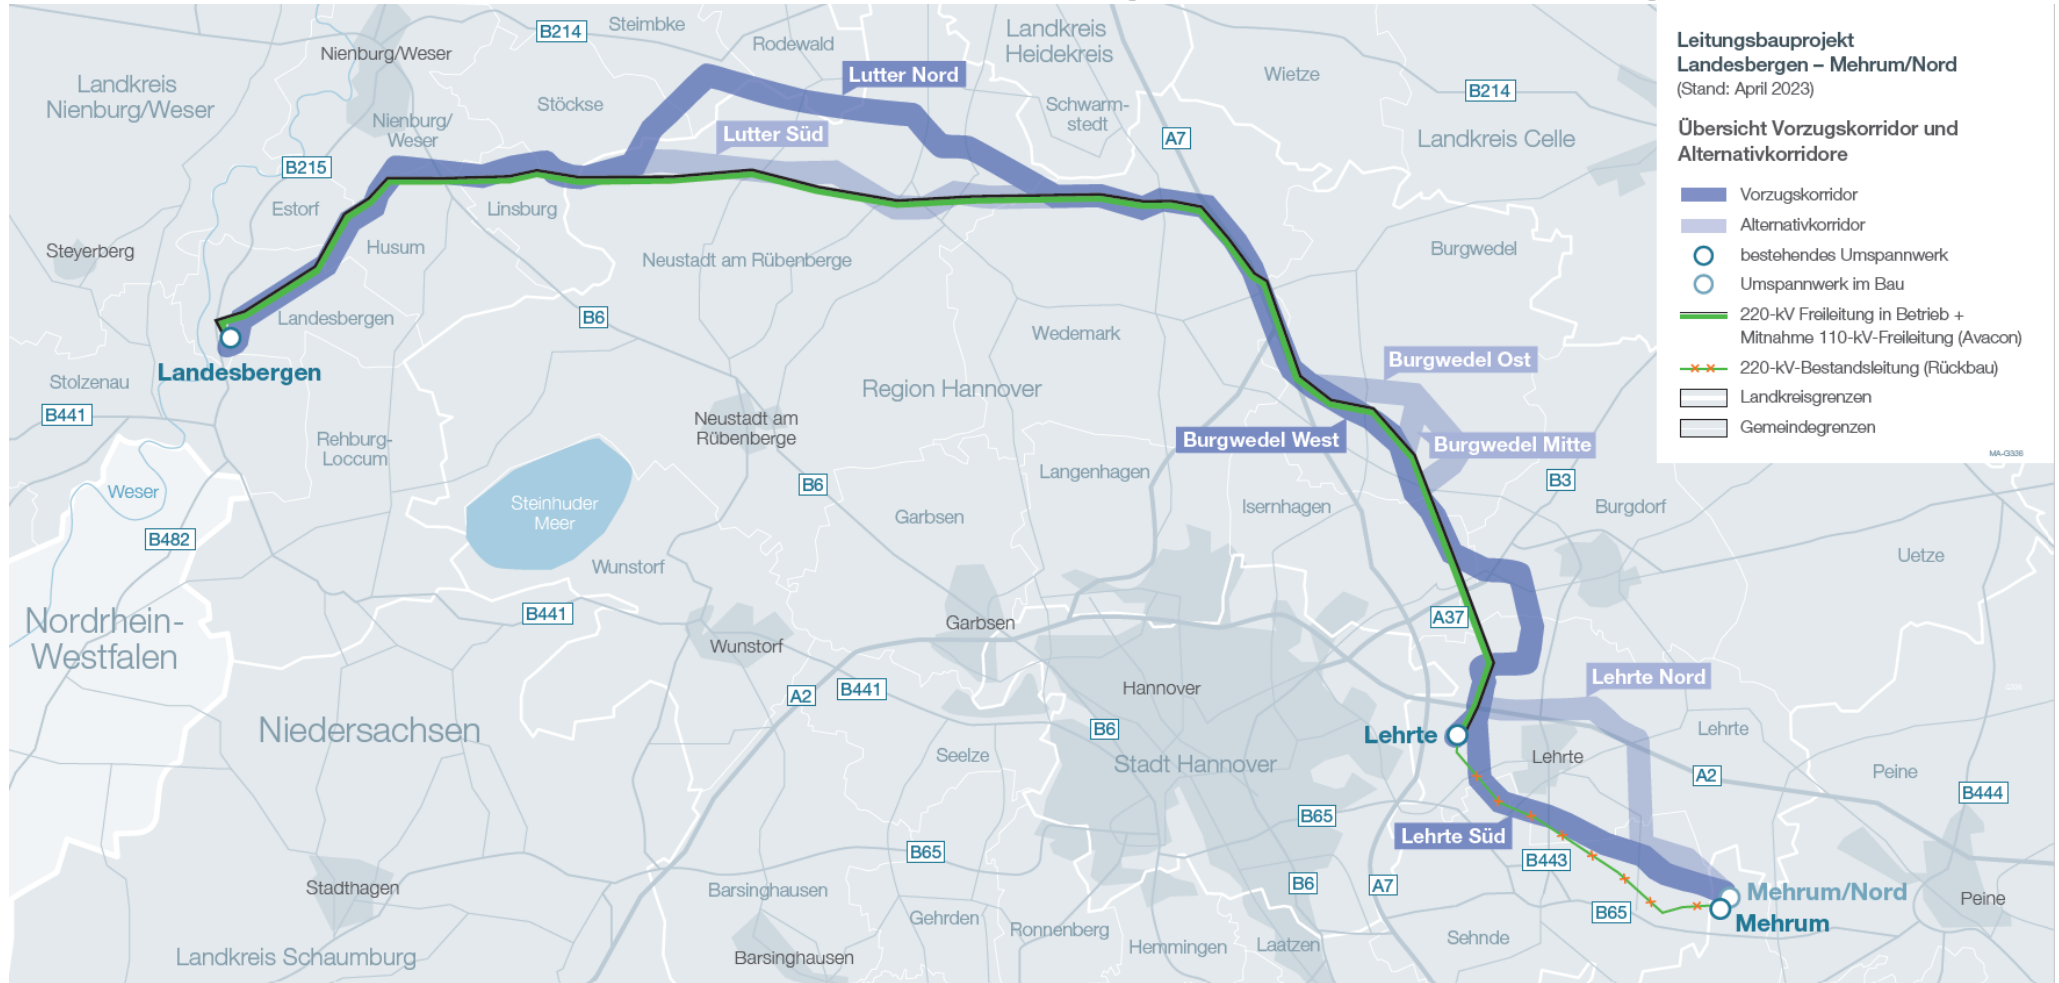 Leitungsbauprojekt
Landesbergen – Mehrum/Nord
(Stand: April 2023)
Übersicht Vorzugskorridor und
Alternativkorridore
Vorzugskorridor
Alternativkorridor
bestehendes Umspannwerk
Umspannwerk im Bau
220-kV Freileitung in Betrieb +
Mitnahme 110-kV-Freileitung (Avacon)
220-kV-Bestandsleitung (Rückbau)
Landkreisgrenzen
Gemeindegrenzen
MA-G336
B214
Steimbke
Rodewald
Landkreis
Heidekreis
Nienburg/Weser
Landkreis
Nienburg/Weser
Lutter Nord
Wietze
B214
Stöckse
Schwarm-
stedt
Nienburg/
Weser
Lutter Süd
A7
Landkreis Celle
B215
Estorf
Linsburg
Steyerberg
Husum
Neustadt am Rübenberge
Burgwedel
Landesbergen
B6
Wedemark
Landesbergen
Burgwedel Ost
Stolzenau
Region Hannover
B441
Neustadt am
Rübenberge
Rehburg-
Loccum
Burgwedel West
Burgwedel Mitte
Langenhagen
B6
B3
Weser
Steinhuder
Meer
Isernhagen
Burgdorf
Garbsen
B482
Uetze
Wunstorf
B441
Nordrhein-
Westfalen
Garbsen
A37
Wunstorf
Lehrte Nord
A2
B441
Hannover
Niedersachsen
B6
Lehrte
Lehrte
Seelze
Stadt Hannover
Lehrte
A2
Peine
B444
B65
Lehrte Süd
B65
B443
Stadthagen
Barsinghausen
B6
A7
Mehrum/Nord
Peine
B65
Mehrum
Gehrden
Ronnenberg
Hemmingen
Laatzen
Sehnde
Landkreis Schaumburg
Barsinghausen